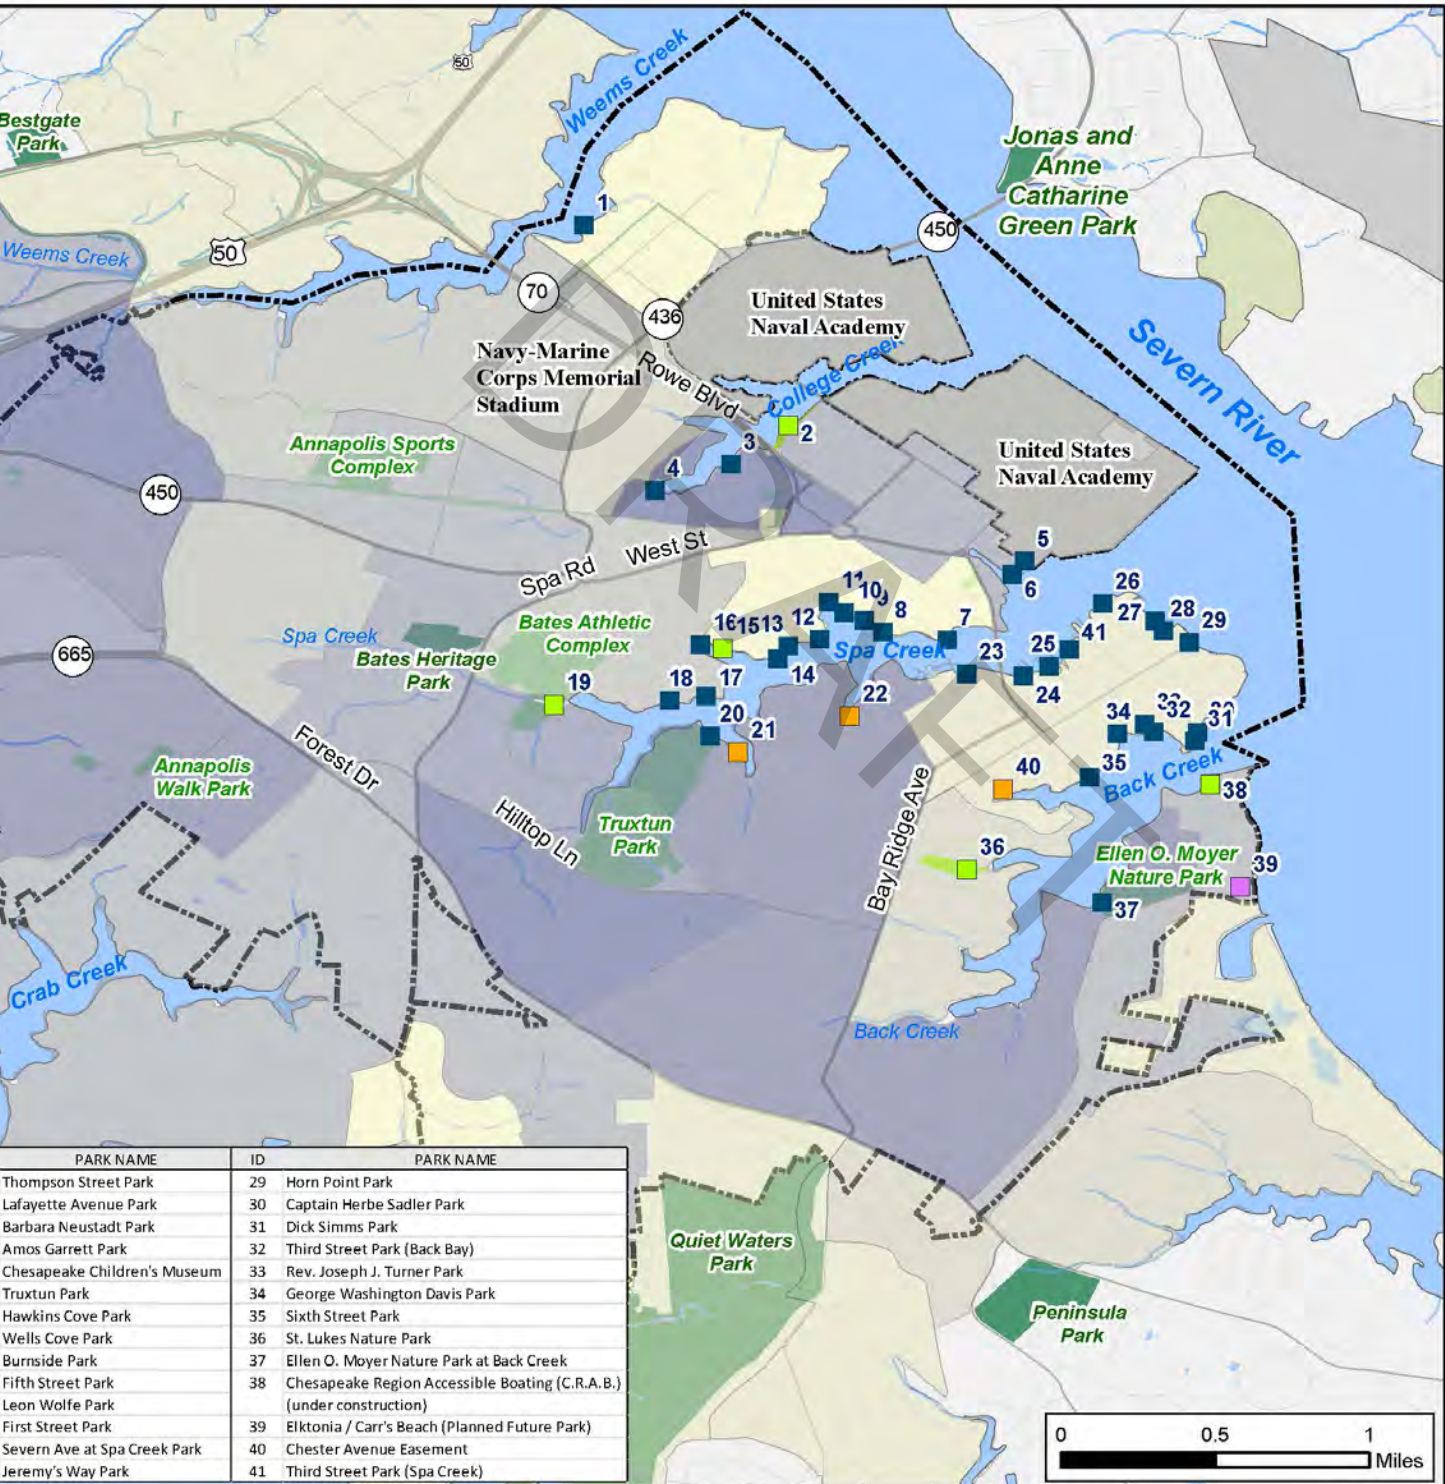 50
Weems Creek
Bestgate
Park
Jonas and
Anne
Catharine
Green Park
1
450
Weems Creek
50
70
436
United States
Naval Academy
Navy-Marine
Corps Memorial
Stadium
Rowe Blvd
College Creek
Severn River
2
3
4
Annapolis Sports
Complex
United States
Naval Academy
450
West St
Spa Rd
5
6
26
27
28
29
11
10
9
8
7
12
13
15
16
14
Spa Creek
Bates Athletic
Complex
Spa Creek
Bates Heritage
Park
665
25
41
23
24
17
18
19
22
20
21
34
33
32
31
35
Back Creek
40
38
Forest Dr
Annapolis
Walk Park
Hilltop Ln
Truxtun
Park
Bay Ridge Ave
36
Ellen O. Moyer
Nature Park
39
37
Crab Creek
Back Creek
DRAFT
Quiet Waters
Park
Peninsula
Park
PARK NAME ID PARK NAME
Thompson Street Park 29 Horn Point Park
Lafayette Avenue Park 30 Captain Herbe Sadler Park
Barbara Neustadt Park 31 Dick Simms Park
Amos Garrett Park 32 Third Street Park (Back Bay)
Chesapeake Children's Museum 33 Rev. Joseph J. Turner Park
Truxtun Park 34 George Washington Davis Park
Hawkins Cove Park 35 Sixth Street Park
Wells Cove Park 36 St. Lukes Nature Park
Burnside Park 37 Ellen O. Moyer Nature Park at Back Creek
Fifth Street Park 38 Chesapeake Region Accessible Boating (C.R.A.B.)
Leon Wolfe Park (under construction)
First Street Park 39 Elktonia / Carr's Beach (Planned Future Park)
Severn Ave at Spa Creek Park 40 Chester Avenue Easement
Jeremy's Way Park 41 Third Street Park (Spa Creek)
0 0.5 1
Miles